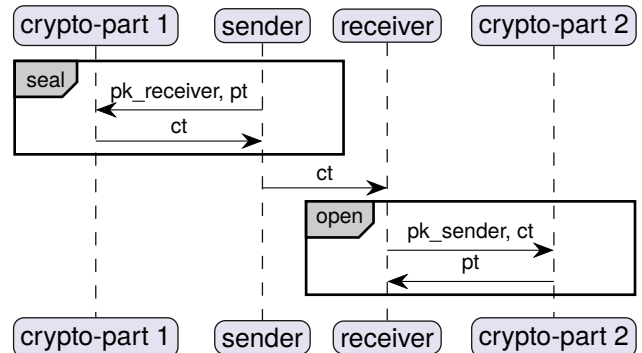 crypto-part 1 sender receiver crypto-part 2
seal
pk_receiver, pt
ct
ct
open
pk_sender, ct
pt
crypto-part 1 sender receiver crypto-part 2